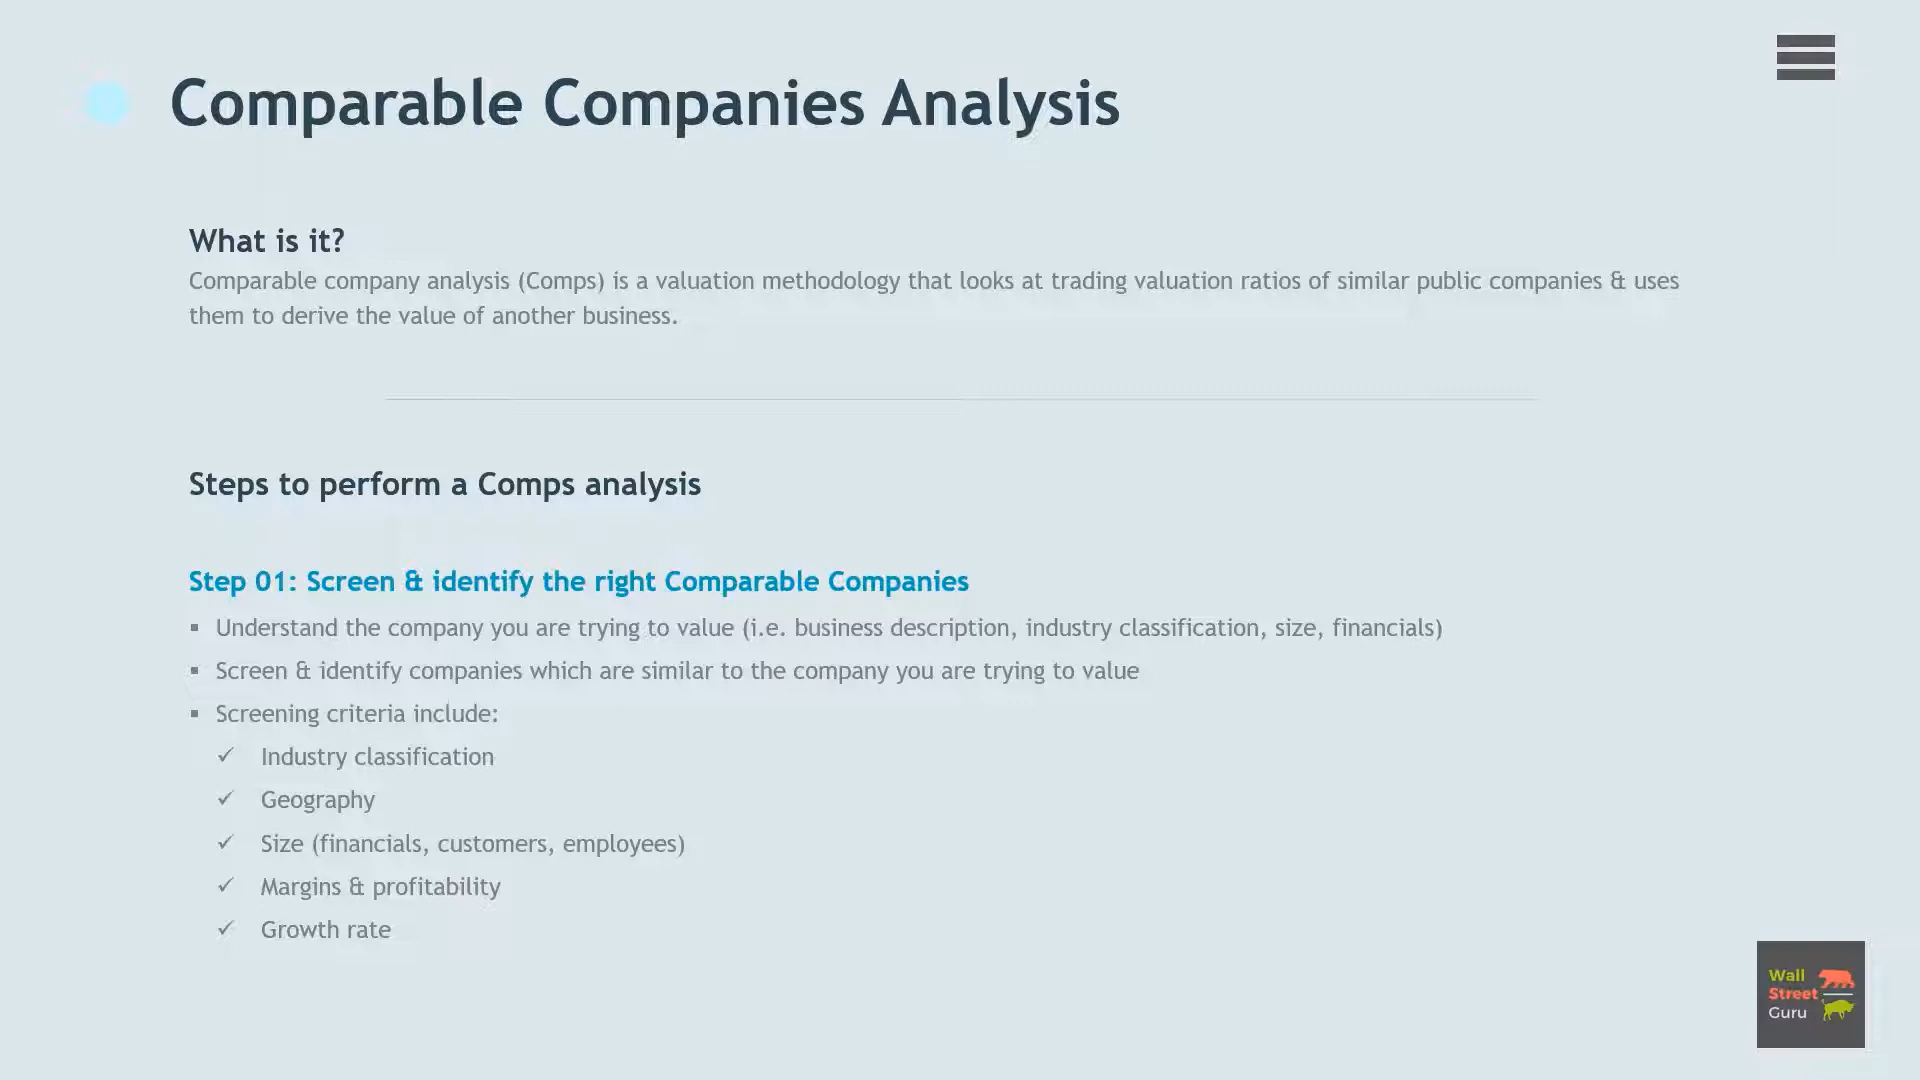 Comparable Companies Analysis
What is it?
Comparable company analysis (Comps) is a valuation methodology that looks at trading valuation ratios of similar public companies & uses
them to derive the value of another business.
Steps to perform a Comps analysis
Step 01: Screen & identify the right Comparable Companies
▪ Understand the company you are trying to value (i.e. business description, industry classification, size, financials)
▪ Screen & identify companies which are similar to the company you are trying to value
▪ Screening criteria include:
✓ Industry classification
✓ Geography
✓ Size (financials, customers, employees)
✓ Margins & profitability
✓ Growth rate
Wall
Street
Guru